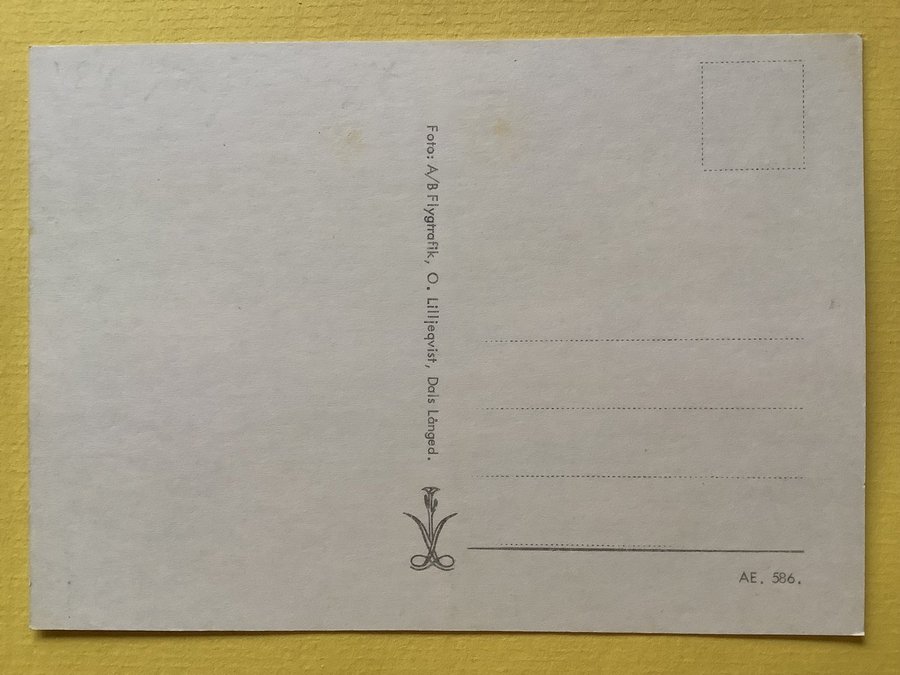 Foto: A/B Flygtrafik, O. Lilljeqvist, Dals Långed.
AE. 586.